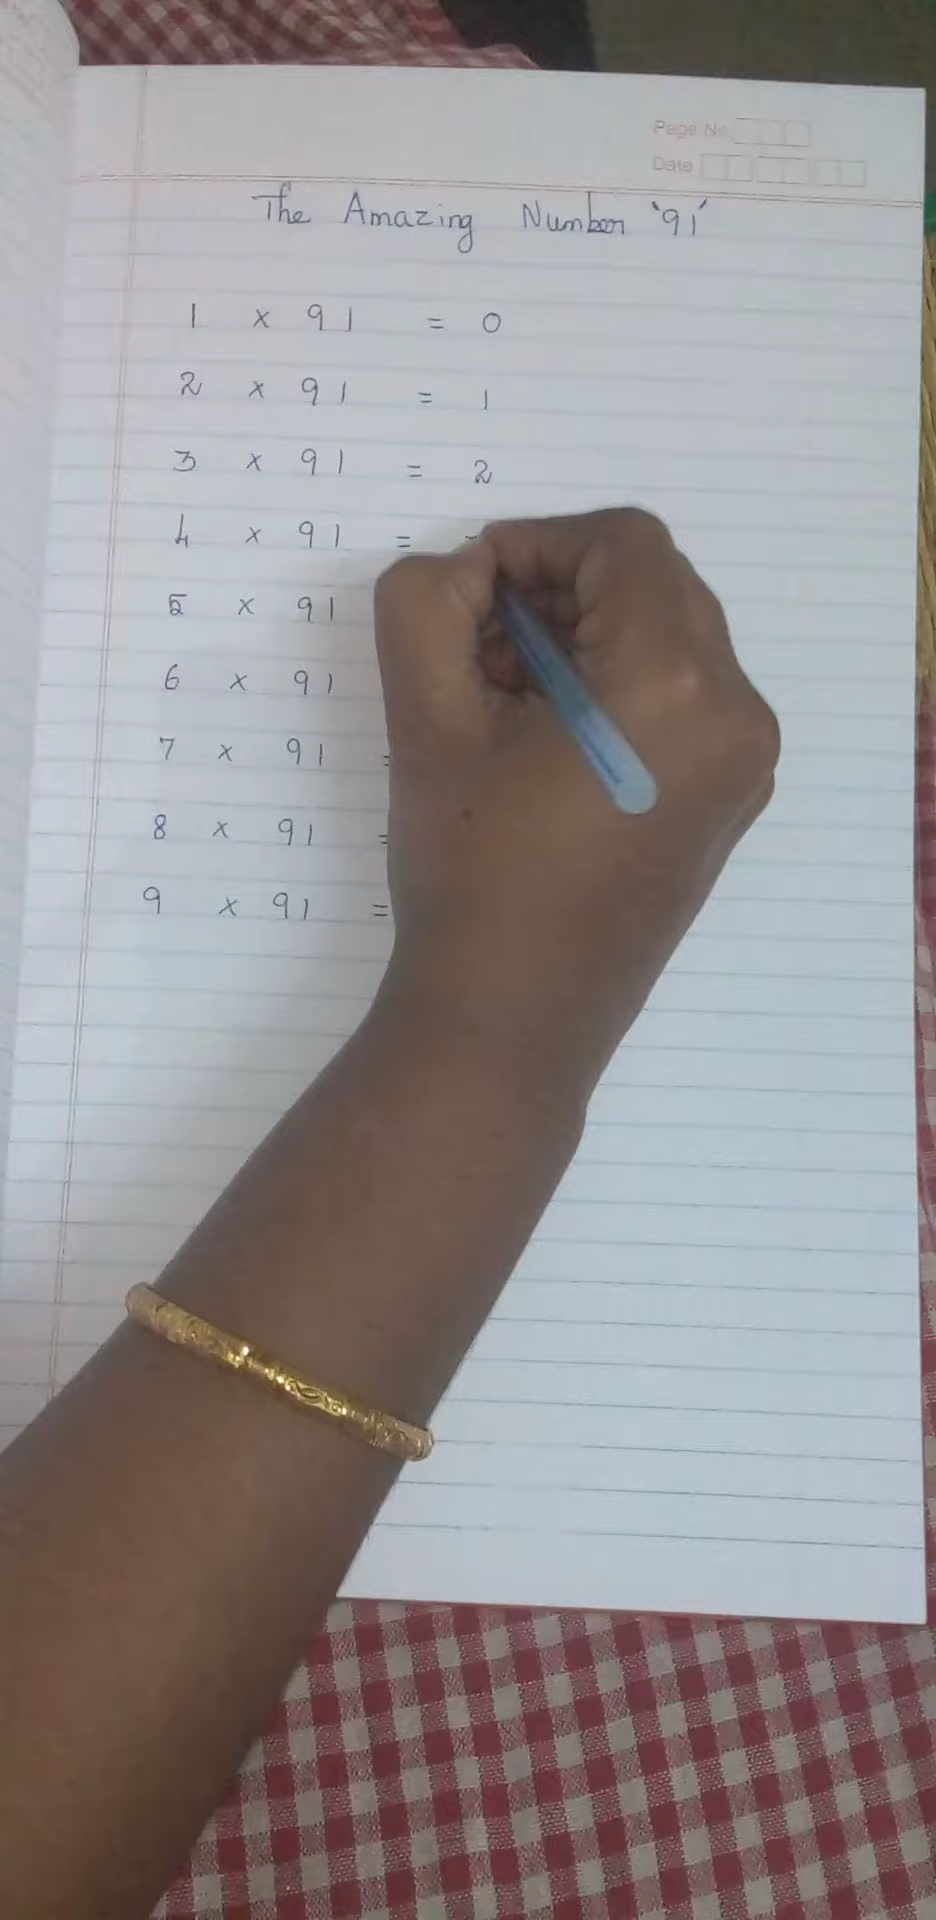 Page No
Date
The Amazing Number '91'
1 x 91 = 0
2 x 91 = 1
3 x 91 = 2
4 x 91 =
5 x 91
6 x 91
7 x 91 =
8 x 91 =
9 x 91 =